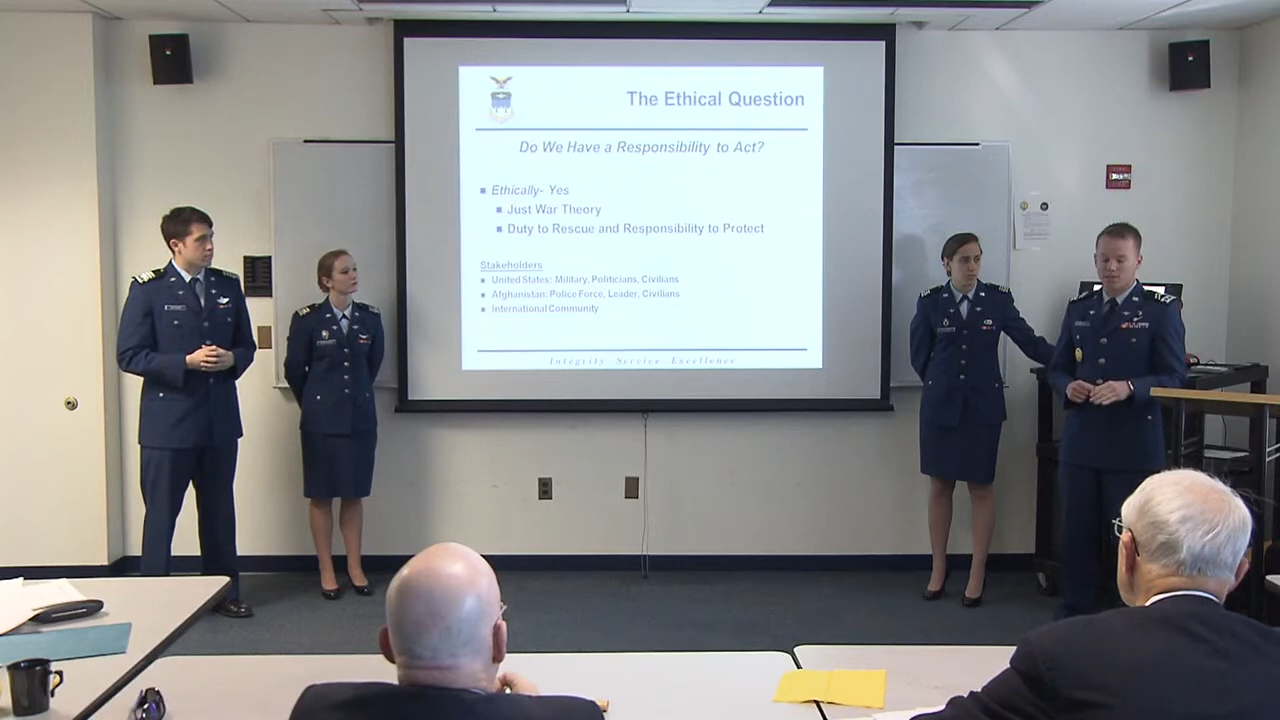 The Ethical Question
Do We Have a Responsibility to Act?
Ethically- Yes
Just War Theory
Duty to Rescue and Responsibility to Protect
Stakeholders
United States: Military, Politicians, Civilians
Afghanistan: Police Force, Leader, Civilians
International Community
Integrity Service Excellence